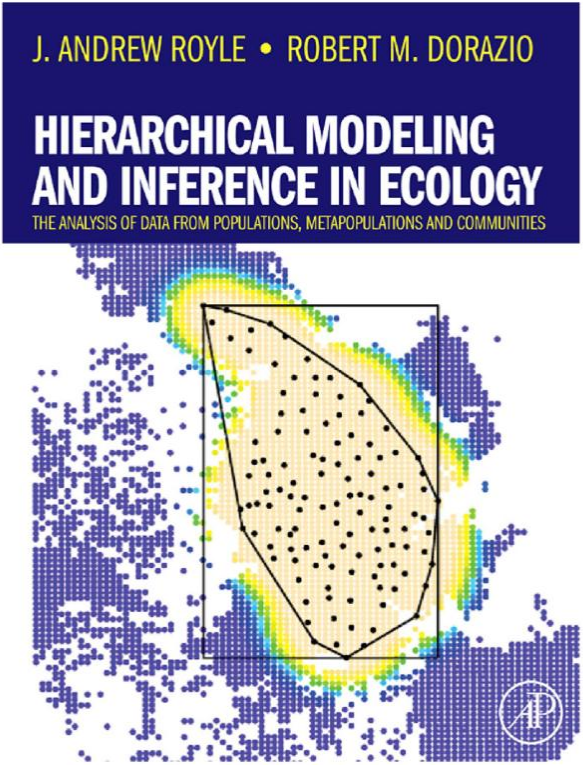 J. ANDREW ROYLE • ROBERT M. DORAZIO
HIERARCHICAL MODELING
AND INFERENCE IN ECOLOGY
THE ANALYSIS OF DATA FROM POPULATIONS, METAPOPULATIONS AND COMMUNITIES
AP